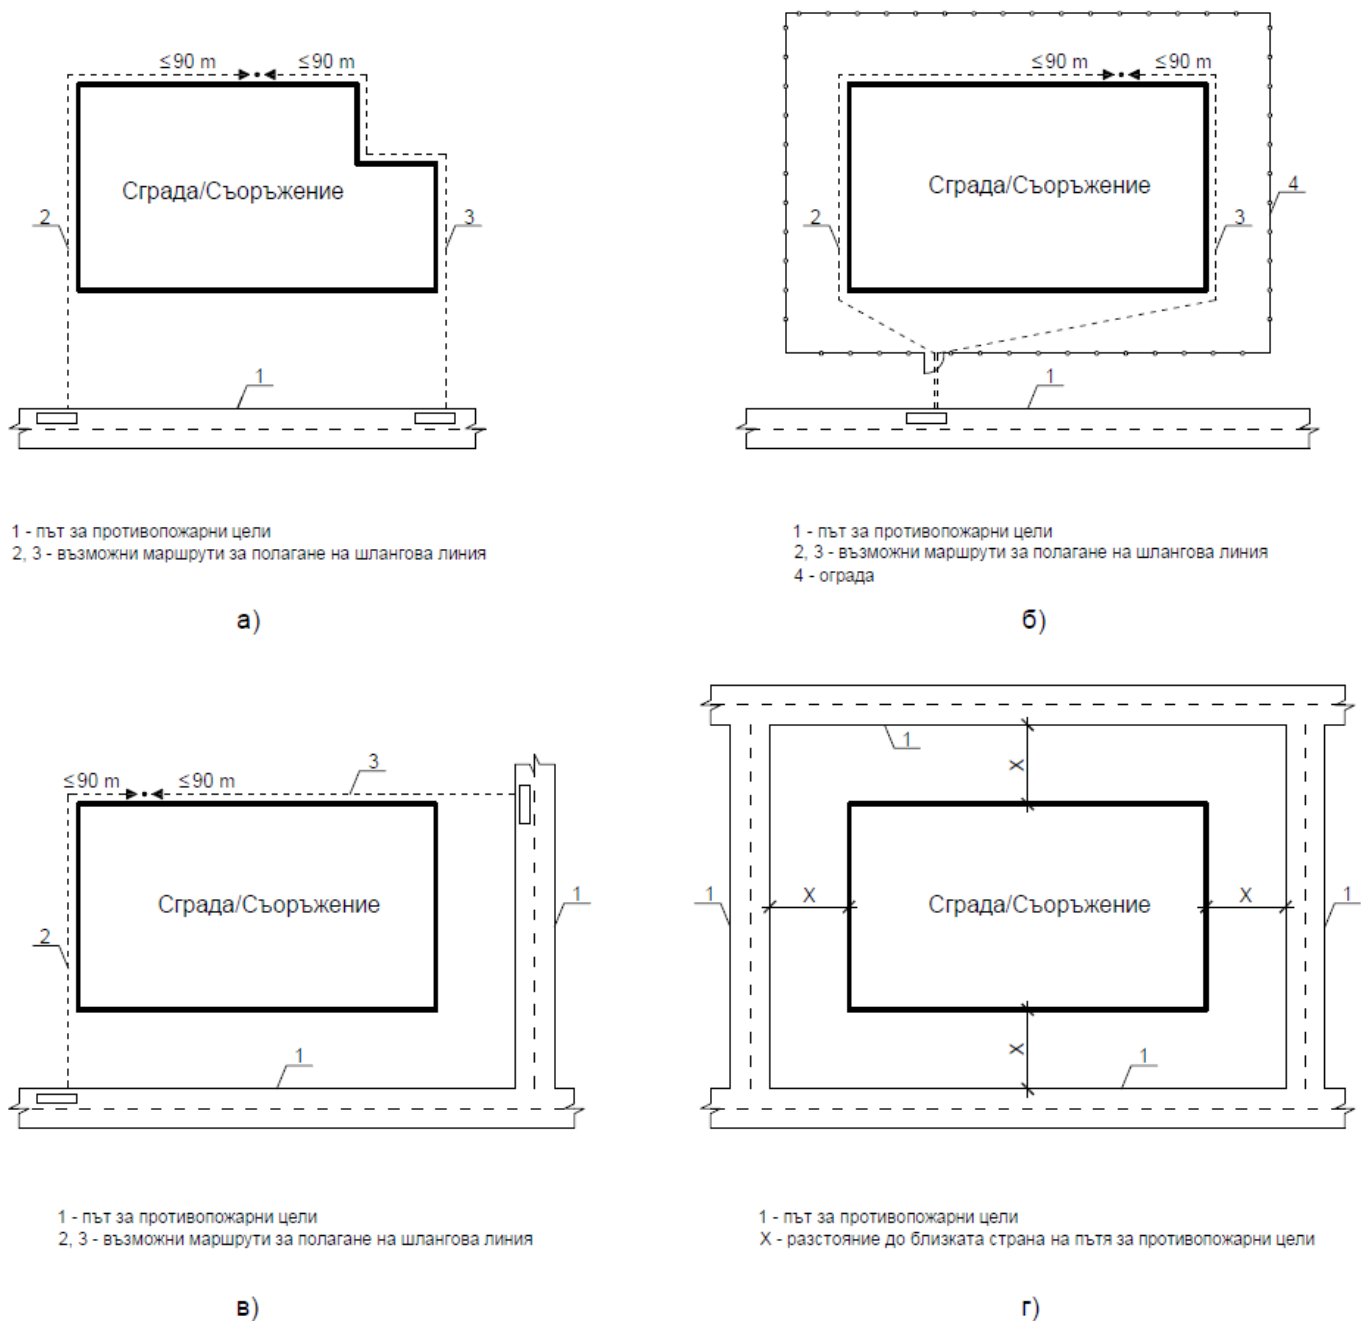 ≤90 m ≤90 m
Сграда/Съоръжение
2
3
1
1 - път за противопожарни цели
2, 3 - възможни маршрути за полагане на шлангова линия
а)
≤90 m ≤90 m
Сграда/Съоръжение
2
3
4
1
1 - път за противопожарни цели
2, 3 - възможни маршрути за полагане на шлангова линия
4 - ограда
б)
3
≤90 m ≤90 m
Сграда/Съоръжение
2
1
1
1 - път за противопожарни цели
2, 3 - възможни маршрути за полагане на шлангова линия
в)
1
X
1
X
Сграда/Съоръжение
X
1
X
1
1 - път за противопожарни цели
X - разстояние до близката страна на пътя за противопожарни цели
г)